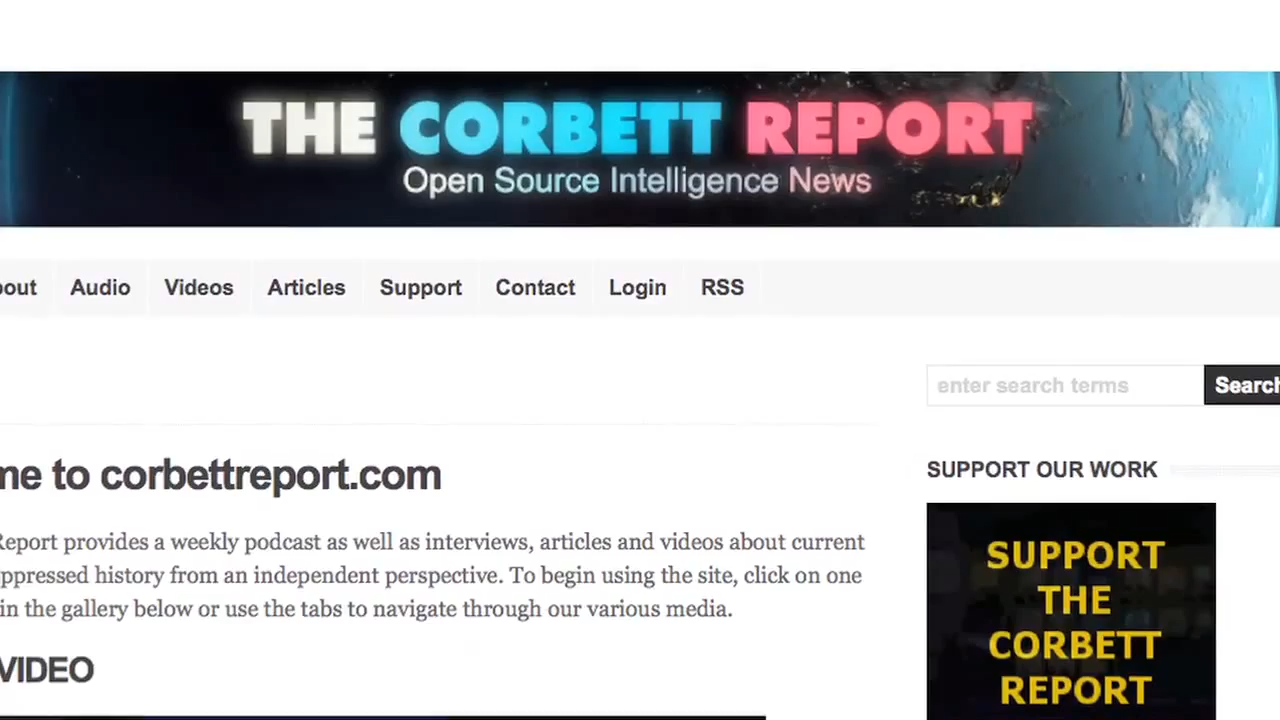 THE CORBETT REPORT
Open Source Intelligence News
out Audio Videos Articles Support Contact Login RSS
enter search terms Search
me to corbettreport.com
SUPPORT OUR WORK
Report provides a weekly podcast as well as interviews, articles and videos about current
ppressed history from an independent perspective. To begin using the site, click on one
in the gallery below or use the tabs to navigate through our various media.
VIDEO
SUPPORT
THE
CORBETT
REPORT